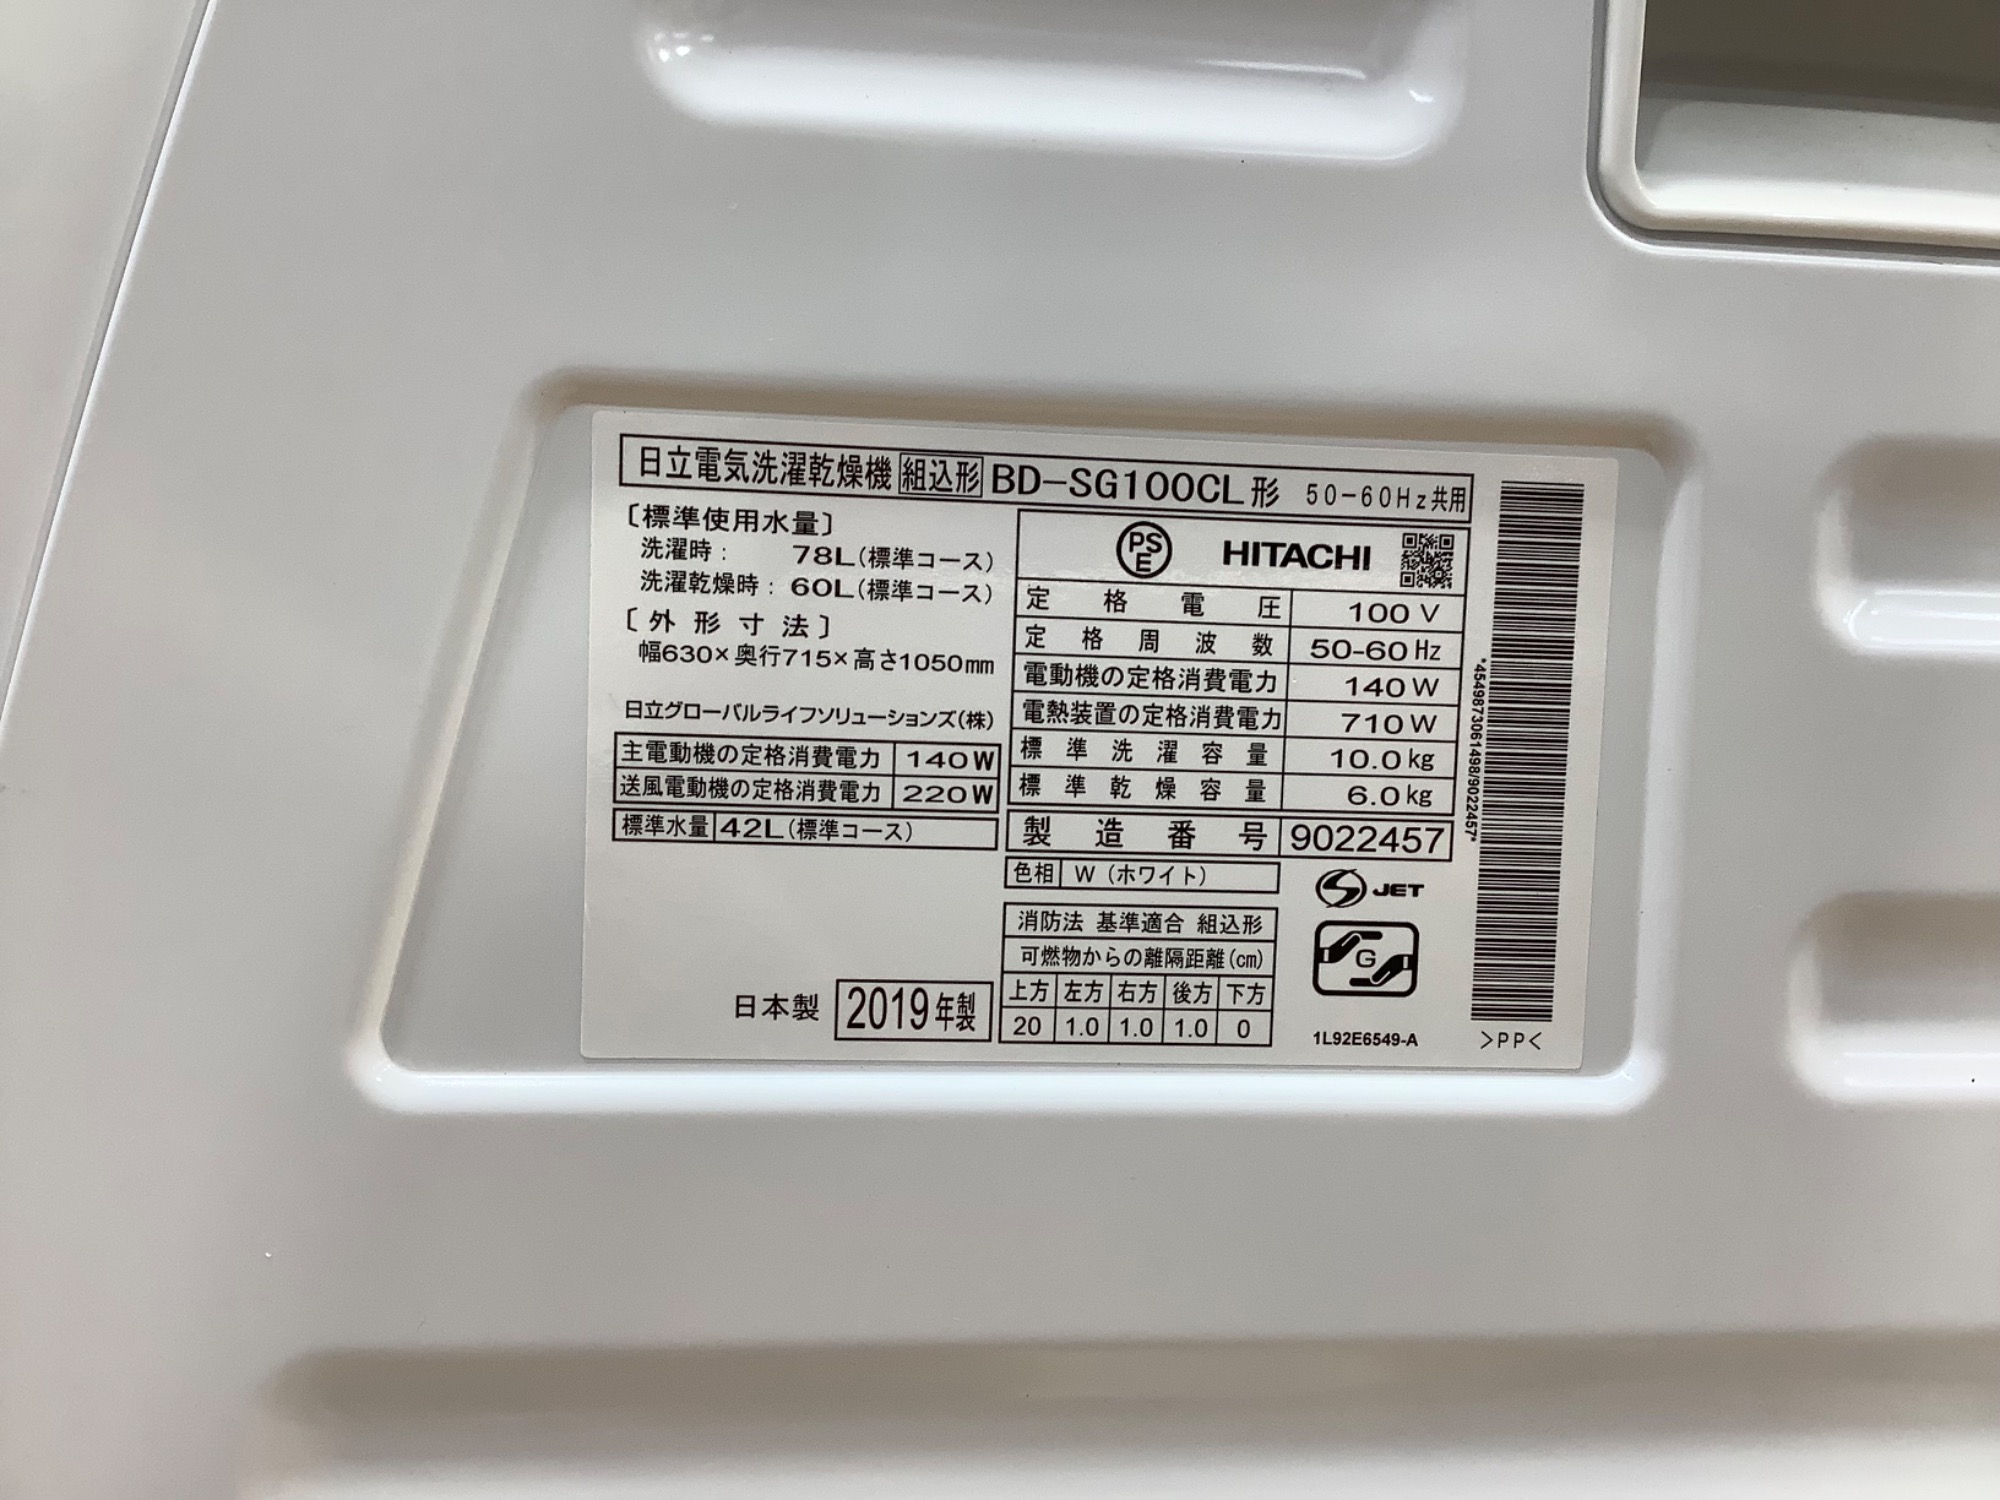 日立電気洗濯乾燥機 組込形 BD-SG100CL形 50-60Hz共用
〔標準使用水量〕
洗濯時: 78L(標準コース)
洗濯乾燥時: 60L(標準コース)
〔外形寸法〕
幅630×奥行715×高さ1050mm
日立グローバルライフソリューションズ(株)
主電動機の定格消費電力 140W
送風電動機の定格消費電力 220W
標準水量 42L(標準コース)
日本製 2019年製
PSE HITACHI
定格電圧 100V
定格周波数 50-60Hz
電動機の定格消費電力 140W
電熱装置の定格消費電力 710W
標準洗濯容量 10.0kg
標準乾燥容量 6.0kg
製造番号 9022457
色相 W(ホワイト)
消防法 基準適合 組込形
可燃物からの離隔距離(cm)
上方 左方 右方 後方 下方
20 1.0 1.0 1.0 0
S JET
G
1L92E6549-A
*4549873061498/9022457*
>PP<